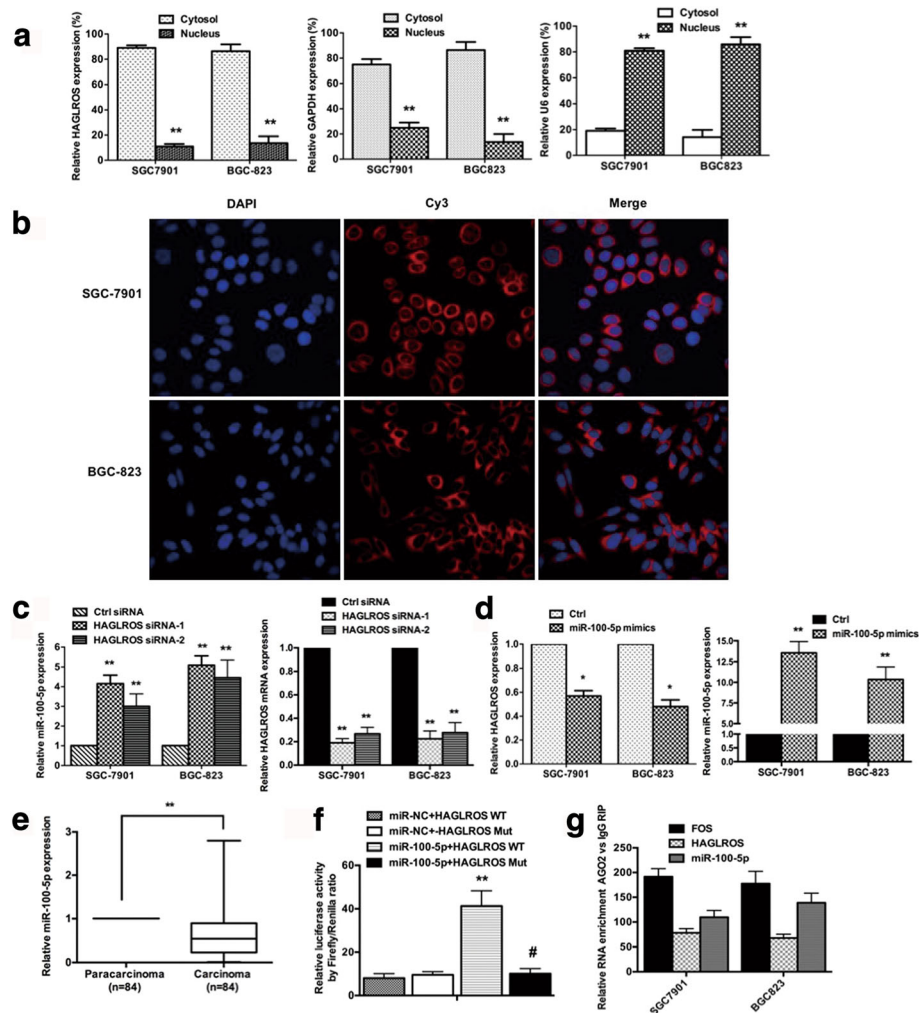 a
Cytosol
Nucleus
Relative HAGLROS expression (%)
100
80
60
40
20
0
**
**
SGC7901
BGC-823
Cytosol
Nucleus
Relative GAPDH expression (%)
100
80
60
40
20
0
**
**
SGC7901
BGC823
Cytosol
Nucleus
Relative U6 expression (%)
100
80
60
40
20
0
**
**
SGC7901
BGC823
b
DAPI
Cy3
Merge
SGC-7901
BGC-823
c
Ctrl siRNA
HAGLROS siRNA-1
HAGLROS siRNA-2
Relative miR-100-5p expression
6
5
4
3
2
1
0
**
**
**
**
SGC-7901
BGC-823
Ctrl siRNA
HAGLROS siRNA-1
HAGLROS siRNA-2
Relative HAGLROS mRNA expression
1.0
0.8
0.6
0.4
0.2
0.0
**
**
**
**
SGC-7901
BGC-823
d
Ctrl
miR-100-5p mimics
Relative HAGLROS expression
1.0
0.8
0.6
0.4
0.2
0.0
*
*
SGC-7901
BGC-823
Ctrl
miR-100-5p mimics
Relative miR-100-5p expression
15.0
12.5
10.0
7.5
5.0
1.0
0.5
0.0
**
**
SGC-7901
BGC-823
e
**
Relative miR-100-5p expression
3
2
1
0
Paracarcinoma
(n=84)
Carcinoma
(n=84)
f
miR-NC+HAGLROS WT
miR-NC+-HAGLROS Mut
miR-100-5p+HAGLROS WT
miR-100-5p+HAGLROS Mut
Relative luciferase activity
by Firefly/Renilla ratio
60
40
20
0
**
#
g
FOS
HAGLROS
miR-100-5p
Relative RNA enrichment AGO2 vs IgG RIP
250
200
150
100
50
0
SGC7901
BGC823